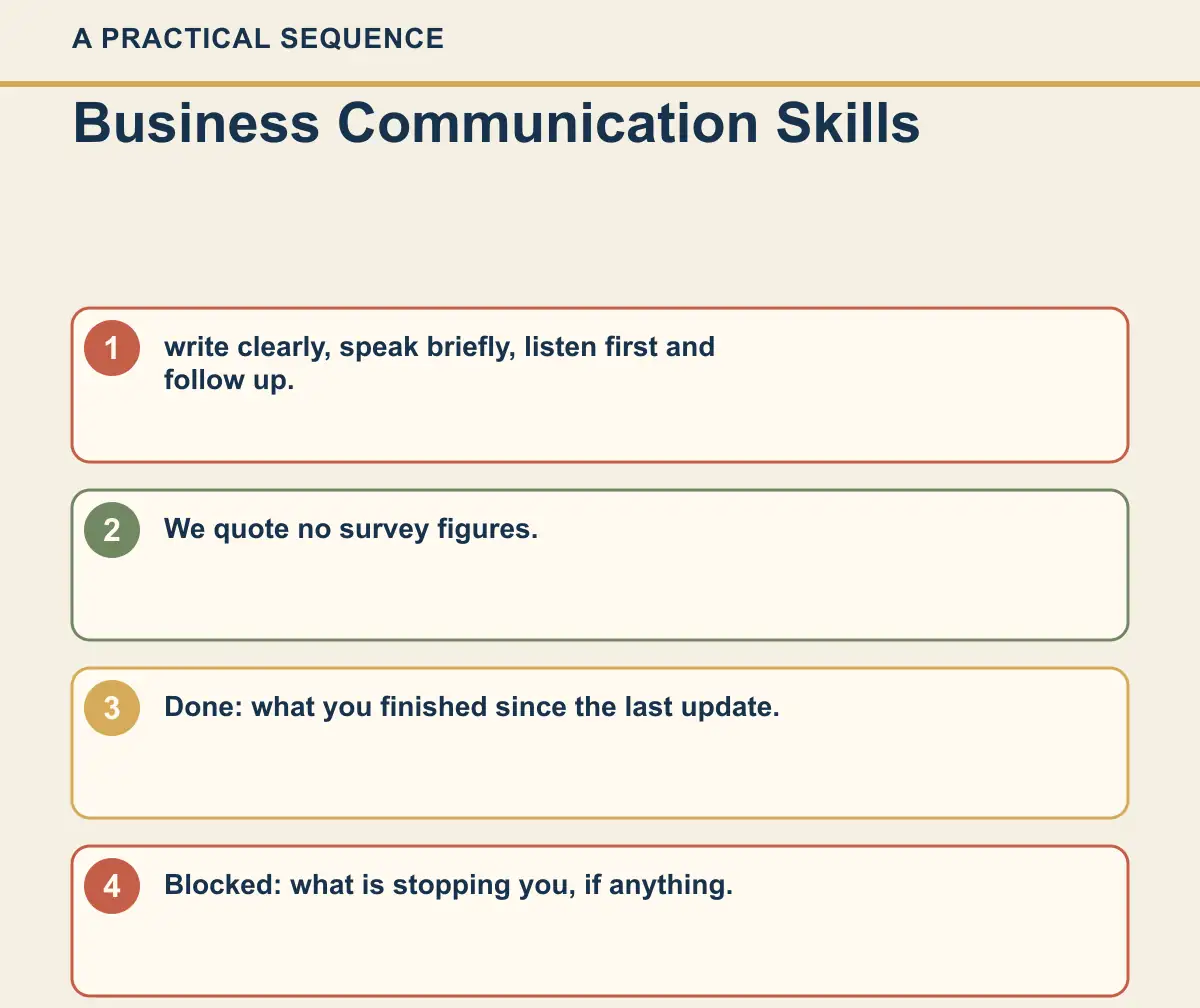 A PRACTICAL SEQUENCE
Business Communication Skills
1
write clearly, speak briefly, listen first and
follow up.
2
We quote no survey figures.
3
Done: what you finished since the last update.
4
Blocked: what is stopping you, if anything.